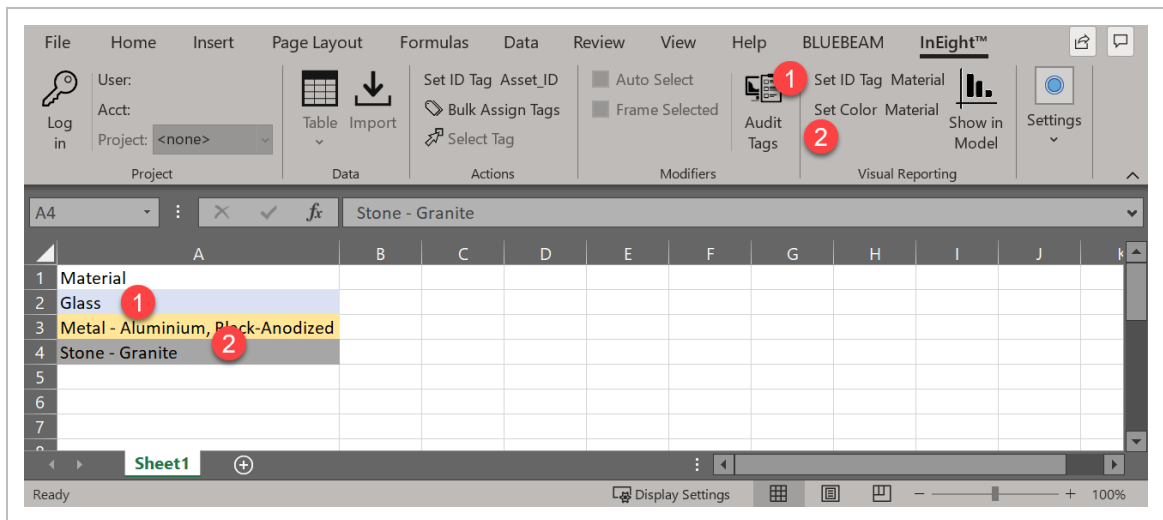 File Home Insert Page Layout Formulas Data Review View Help BLUEBEAM InEight™
User:
Acct:
Project: <none>
Log in
Project
Table Import
Data
Set ID Tag Asset_ID
Bulk Assign Tags
Select Tag
Actions
Auto Select
Frame Selected
Modifiers
Audit Tags
1
Set ID Tag Material
Set Color Material
2
Show in Model
Visual Reporting
Settings
A4 fx Stone - Granite
A B C D E F G H I J K
1 Material
2 Glass 1
3 Metal - Aluminium, Black-Anodized
4 Stone - Granite 2
5
6
7
Sheet1
Ready Display Settings 100%